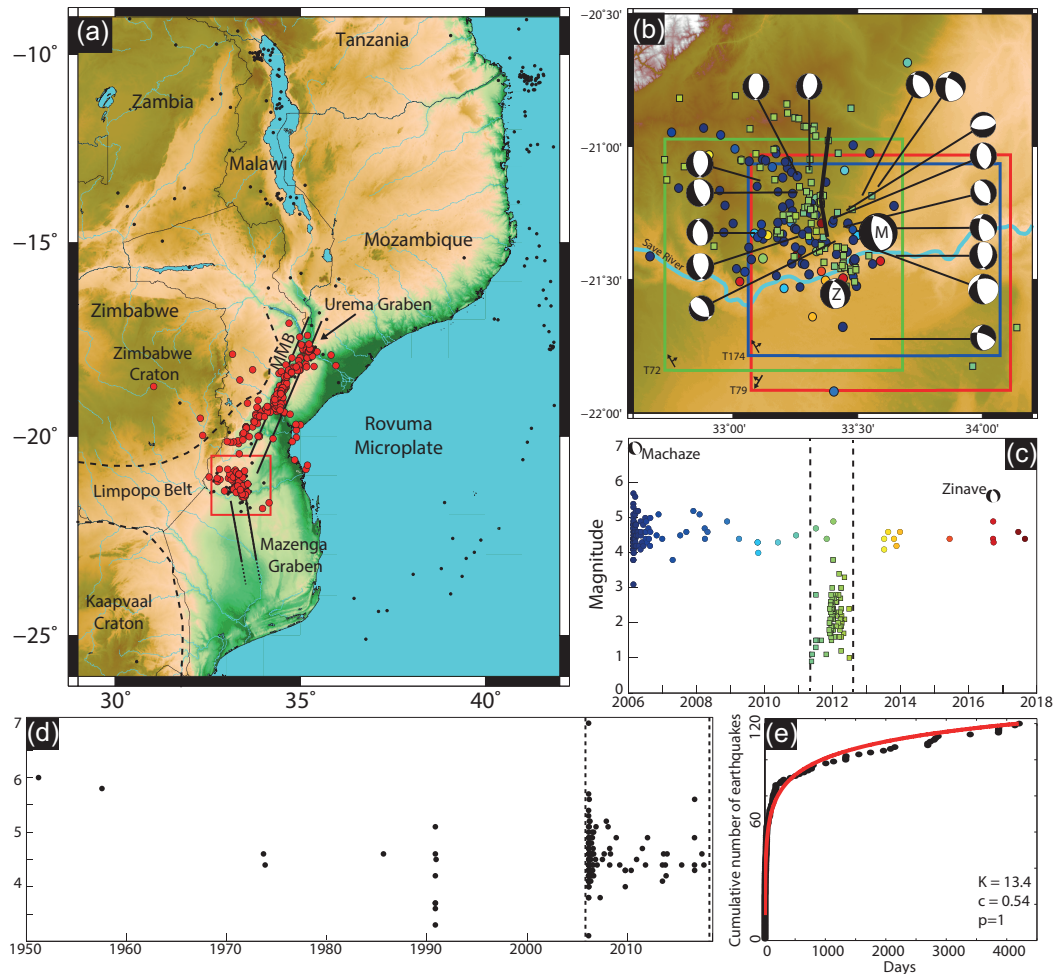 (a)
Tanzania
Zambia
Malawi
Mozambique
Zimbabwe
Urema Graben
MMB
Zimbabwe
Craton
Rovuma
Microplate
Limpopo Belt
Mazenga
Graben
Kaapvaal
Craton
−10°
−15°
−20°
−25°
30°
35°
40°
(b)
−20°30'
−21°00'
−21°30'
−22°00'
33°00'
33°30'
34°00'
Save River
M
Z
T174
T72
T79
(c)
Machaze
Zinave
Magnitude
7
6
5
4
3
2
1
0
2006
2008
2010
2012
2014
2016
2018
(d)
7
6
5
4
1950
1960
1970
1980
1990
2000
2010
(e)
Cumulative number of earthquakes
120
60
0
K = 13.4
c = 0.54
p=1
0
1000
2000
3000
4000
Days